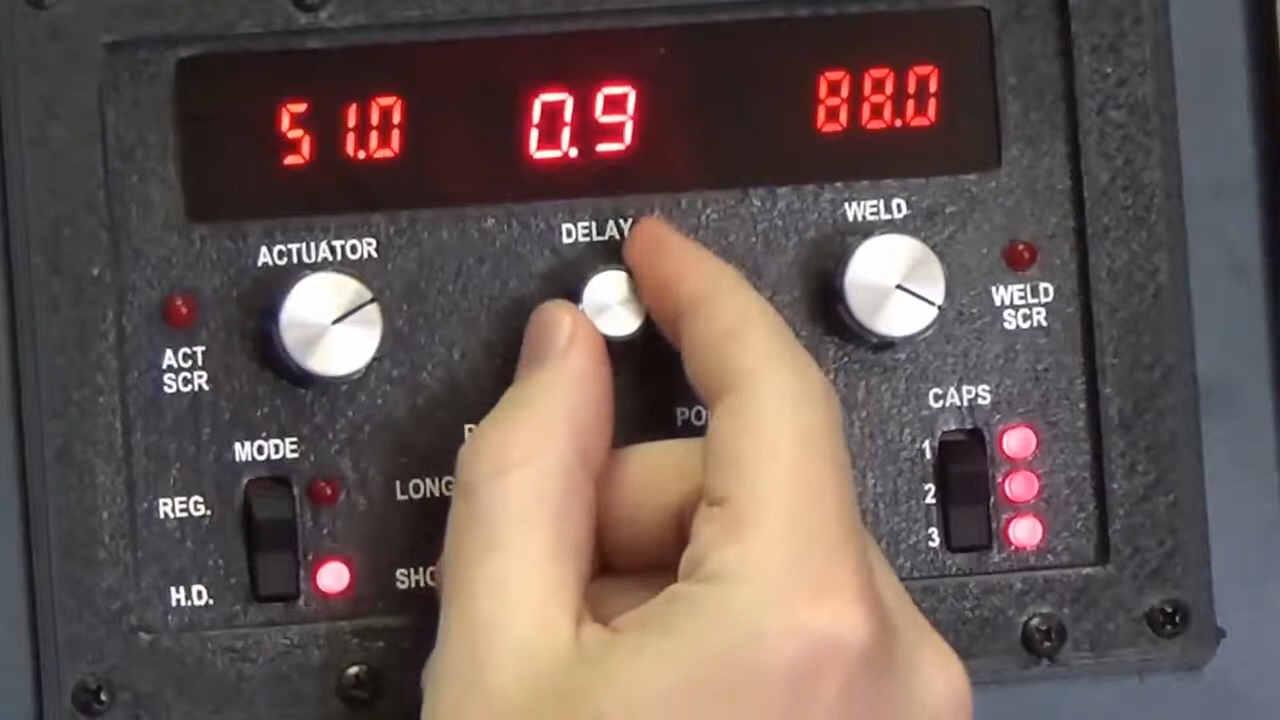 51.0 0.9 88.0
ACTUATOR DELAY WELD
ACT
SCR
WELD
SCR
MODE
CAPS
REG.
H.D.
LONG
1
2
3